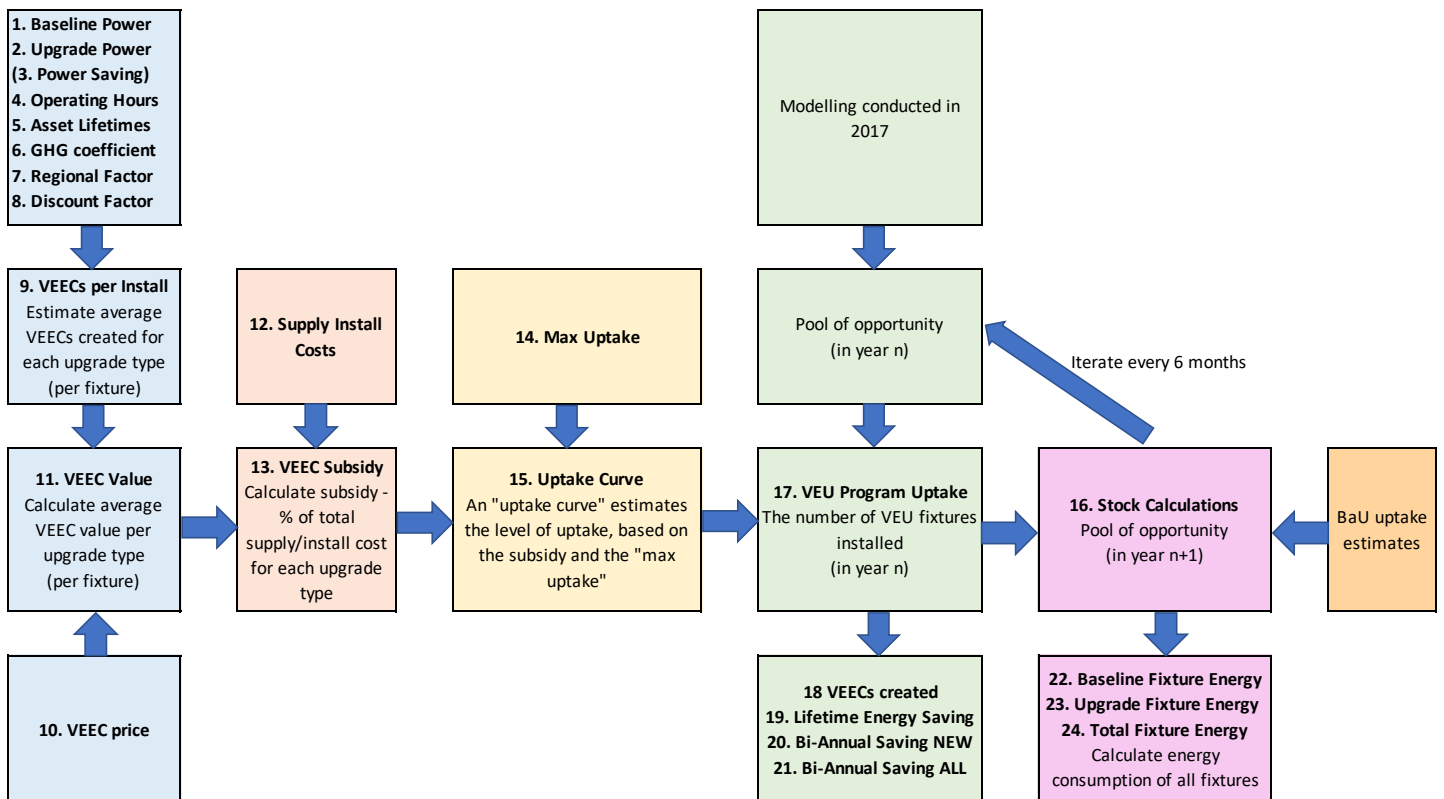 1. Baseline Power
2. Upgrade Power
(3. Power Saving)
4. Operating Hours
5. Asset Lifetimes
6. GHG coefficient
7. Regional Factor
8. Discount Factor
Modelling conducted in
2017
9. VEECs per Install
Estimate average
VEECs created for
each upgrade type
(per fixture)
12. Supply Install
Costs
14. Max Uptake
Pool of opportunity
(in year n)
Iterate every 6 months
11. VEEC Value
Calculate average
VEEC value per
upgrade type
(per fixture)
13. VEEC Subsidy
Calculate subsidy -
% of total
supply/install cost
for each upgrade
type
15. Uptake Curve
An "uptake curve" estimates
the level of uptake, based on
the subsidy and the "max
uptake"
17. VEU Program Uptake
The number of VEU fixtures
installed
(in year n)
16. Stock Calculations
Pool of opportunity
(in year n+1)
BaU uptake
estimates
10. VEEC price
18 VEECs created
19. Lifetime Energy Saving
20. Bi-Annual Saving NEW
21. Bi-Annual Saving ALL
22. Baseline Fixture Energy
23. Upgrade Fixture Energy
24. Total Fixture Energy
Calculate energy
consumption of all fixtures